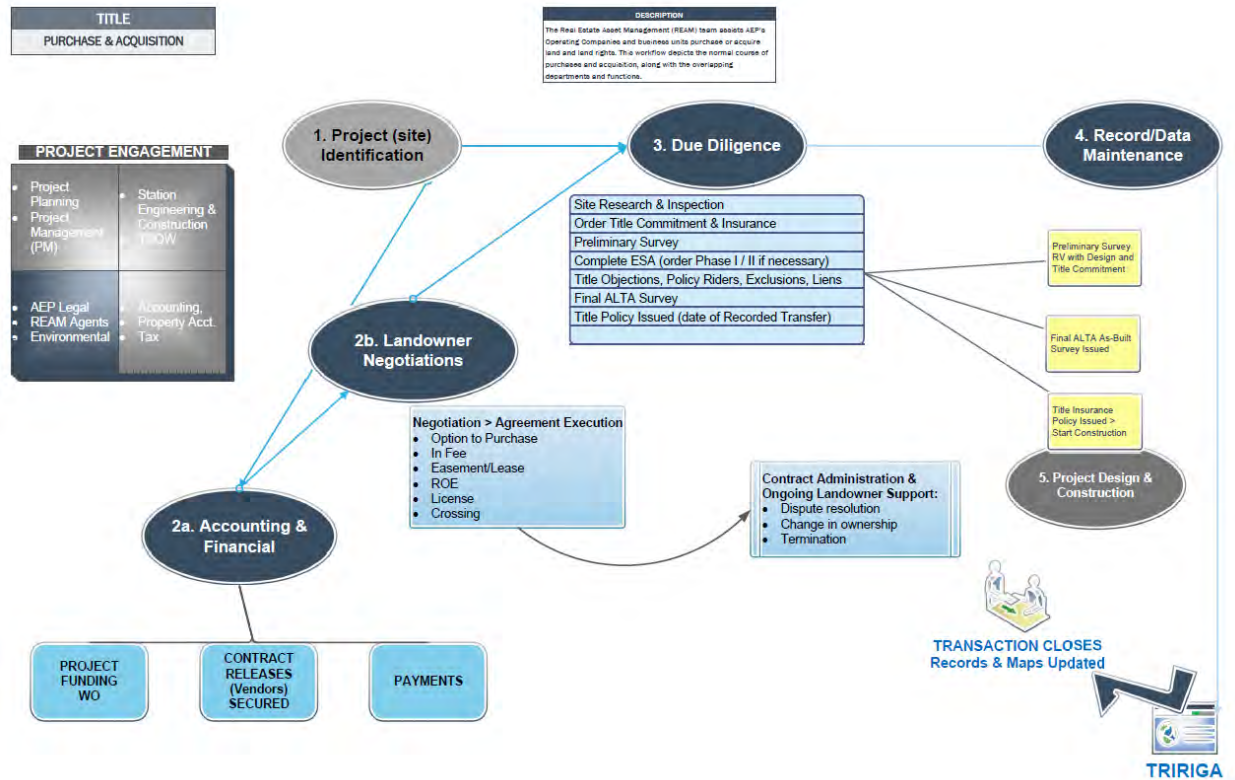 TITLE
PURCHASE & ACQUISITION
DESCRIPTION
The Real Estate Asset Management (REAM) team assists AEP's
Operating Companies and business units purchase or acquire
land and land rights. This workflow depicts the normal course of
purchases and acquisition, along with the overlapping
departments and functions.
PROJECT ENGAGEMENT
• Project
Planning
• Project
Management
(PM)
• Station
Engineering &
Construction
• AEP Legal
• REAM Agents
• Environmental
• Accounting,
Property Acct.
• Tax
1. Project (site)
Identification
3. Due Diligence
4. Record/Data
Maintenance
Site Research & Inspection
Order Title Commitment & Insurance
Preliminary Survey
Complete ESA (order Phase I / II if necessary)
Title Objections, Policy Riders, Exclusions, Liens
Final ALTA Survey
Title Policy Issued (date of Recorded Transfer)
Preliminary Survey
RV with Design and
Title Commitment
Final ALTA As-Built
Survey Issued
Title Insurance
Policy Issued >
Start Construction
5. Project Design &
Construction
2b. Landowner
Negotiations
Negotiation > Agreement Execution
• Option to Purchase
• In Fee
• Easement/Lease
• ROE
• License
• Crossing
Contract Administration &
Ongoing Landowner Support:
• Dispute resolution
• Change in ownership
• Termination
2a. Accounting &
Financial
PROJECT
FUNDING
WO
CONTRACT
RELEASES
(Vendors)
SECURED
PAYMENTS
TRANSACTION CLOSES
Records & Maps Updated
TRIRIGA